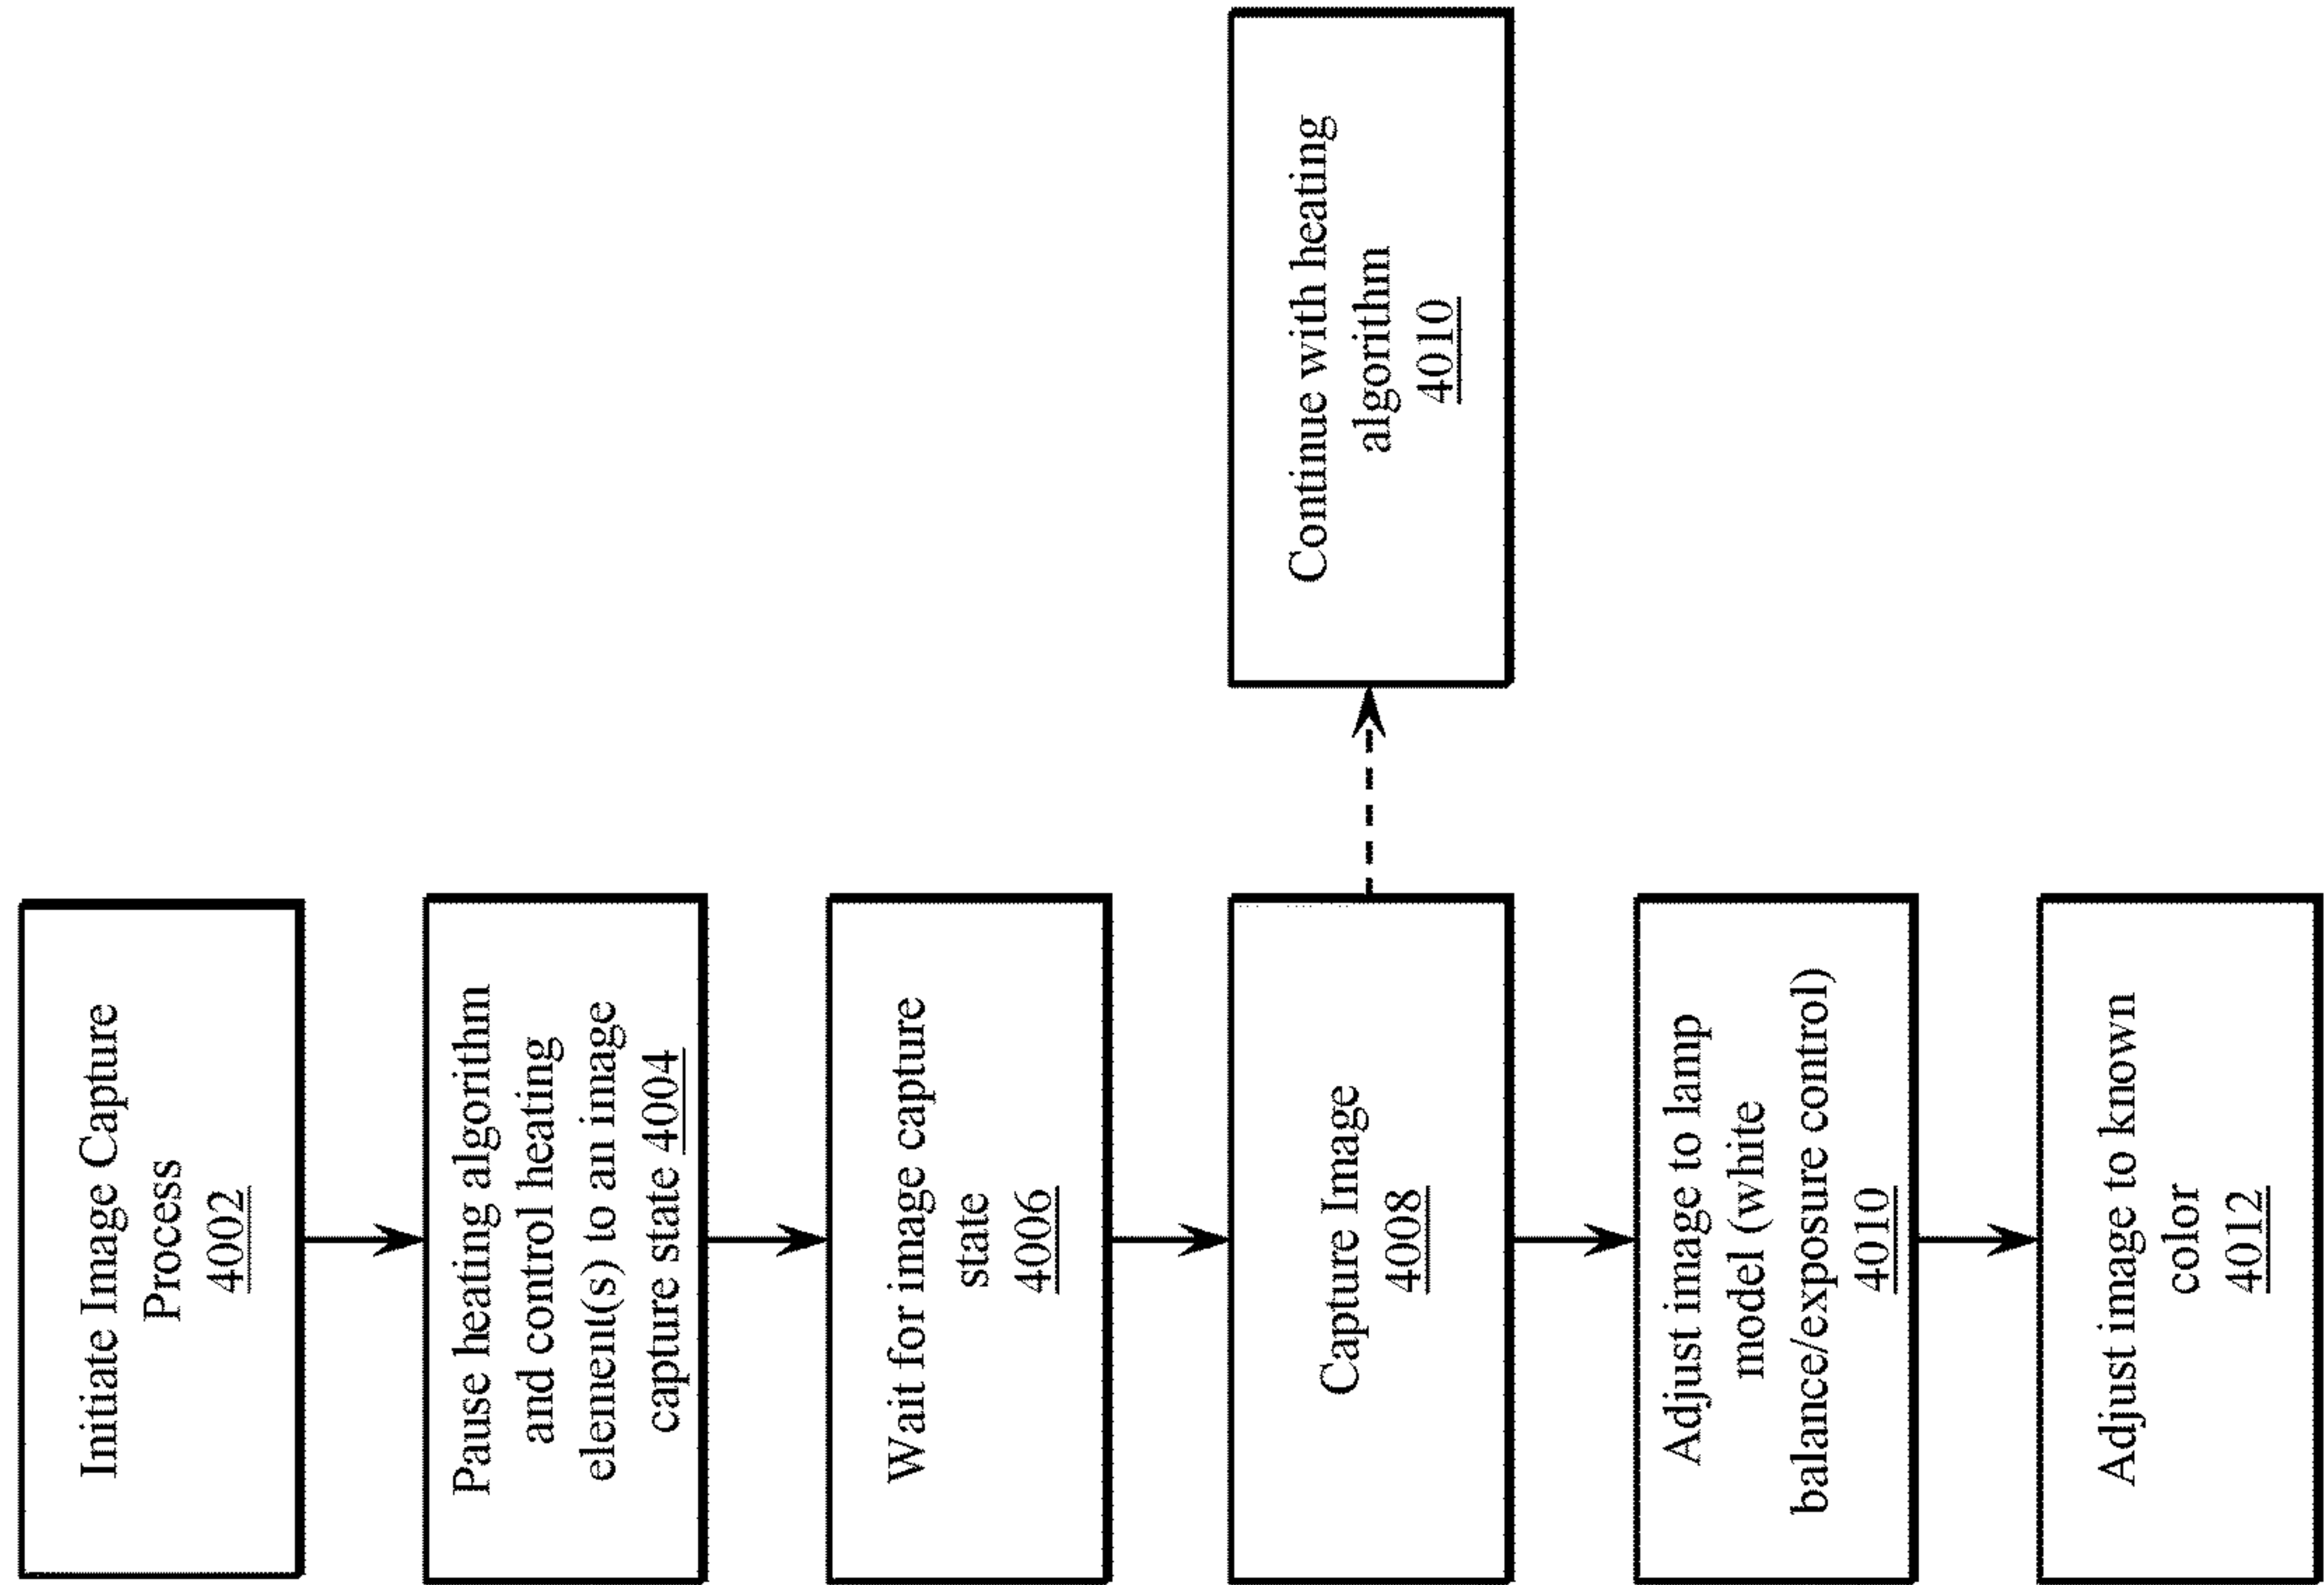 Initiate Image Capture
Process
4002
Pause heating algorithm
and control heating
element(s) to an image
capture state 4004
Wait for image capture
state
4006
Capture Image
4008
Continue with heating
algorithm
4010
Adjust image to lamp
model (white
balance/exposure control)
4010
Adjust image to known
color
4012